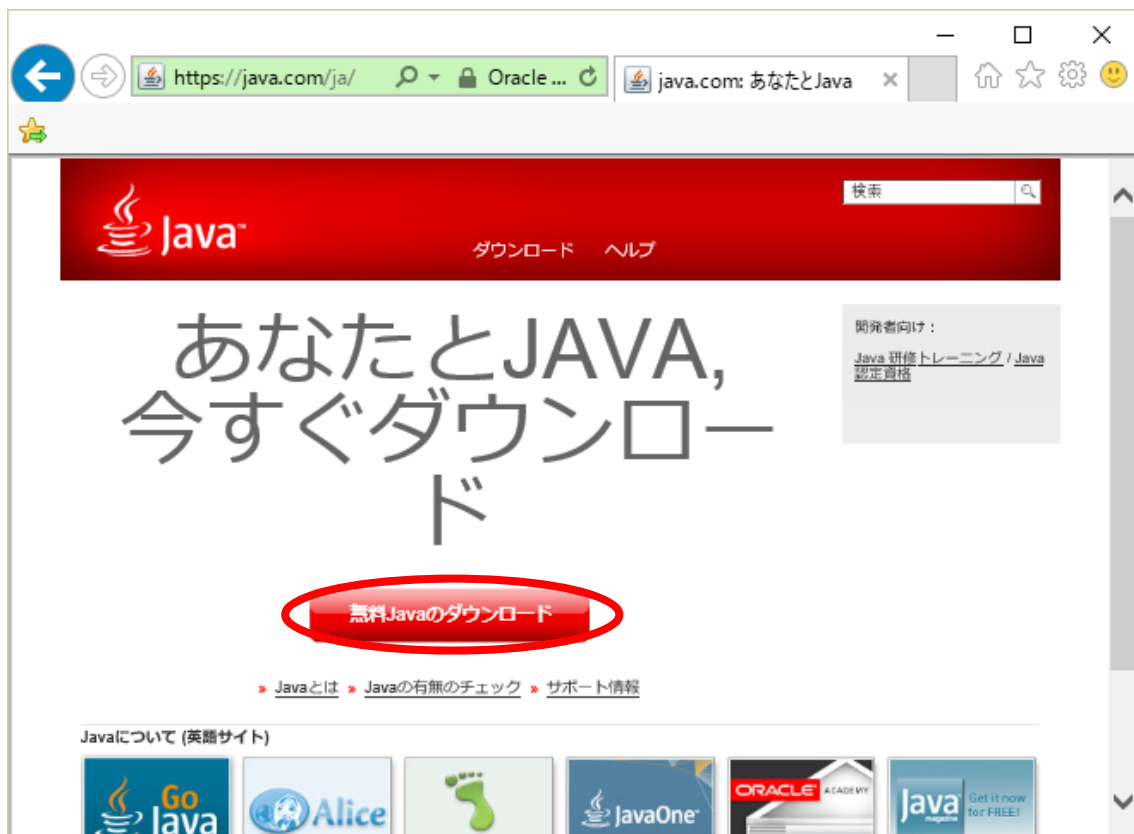 https://java.com/ja/
Oracle ...
java.com: あなたとJava
Java™
検索
ダウンロード ヘルプ
あなたとJAVA,
今すぐダウンロー
ド
開発者向け：
Java 研修トレーニング / Java
認定資格
無料Javaのダウンロード
» Javaとは » Javaの有無のチェック » サポート情報
Javaについて (英語サイト)
Go
Java
Alice
JavaOne™
ORACLE ACADEMY
Java
magazine
Get it now
for FREE!